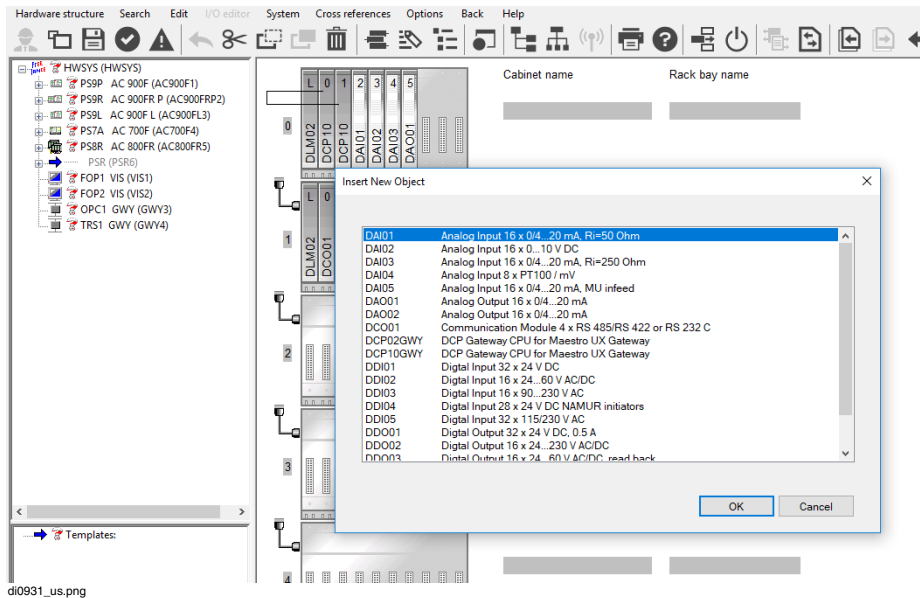 Hardware structure Search Edit I/O editor System Cross references Options Back Help
HWSYS (HWSYS)
PS9P AC 900F (AC900F1)
PS9R AC 900FR P (AC900FRP2)
PS9L AC 900F L (AC900FL3)
PS7A AC 700F (AC700F4)
PS8R AC 800FR (AC800FR5)
PSR (PSR6)
FOP1 VIS (VIS1)
FOP2 VIS (VIS2)
OPC1 GWY (GWY3)
TRS1 GWY (GWY4)
Templates:
Cabinet name Rack bay name
L 0 1 2 3 4 5
0
DLM02 DCP10 DCP10 DAI01 DAI02 DAI03 DAO01
L 0
1
DLM02 DCO01
2
3
4
Insert New Object
DAI01 Analog Input 16 x 0/4...20 mA, Ri=50 Ohm
DAI02 Analog Input 16 x 0...10 V DC
DAI03 Analog Input 16 x 0/4...20 mA, Ri=250 Ohm
DAI04 Analog Input 8 x PT100 / mV
DAI05 Analog Input 16 x 0/4...20 mA, MU infeed
DAO01 Analog Output 16 x 0/4...20 mA
DAO02 Analog Output 16 x 0/4...20 mA
DCO01 Communication Module 4 x RS 485/RS 422 or RS 232 C
DCP02GWY DCP Gateway CPU for Maestro UX Gateway
DCP10GWY DCP Gateway CPU for Maestro UX Gateway
DDI01 Digtal Input 32 x 24 V DC
DDI02 Digtal Input 16 x 24...60 V AC/DC
DDI03 Digtal Input 16 x 90...230 V AC
DDI04 Digtal Input 28 x 24 V DC NAMUR initiators
DDI05 Digtal Input 32 x 115/230 V AC
DDO01 Digtal Output 32 x 24 V DC, 0.5 A
DDO02 Digtal Output 16 x 24...230 V AC/DC
DDO03 Digtal Output 16 x 24...60 V AC/DC, read back
OK Cancel
di0931_us.png